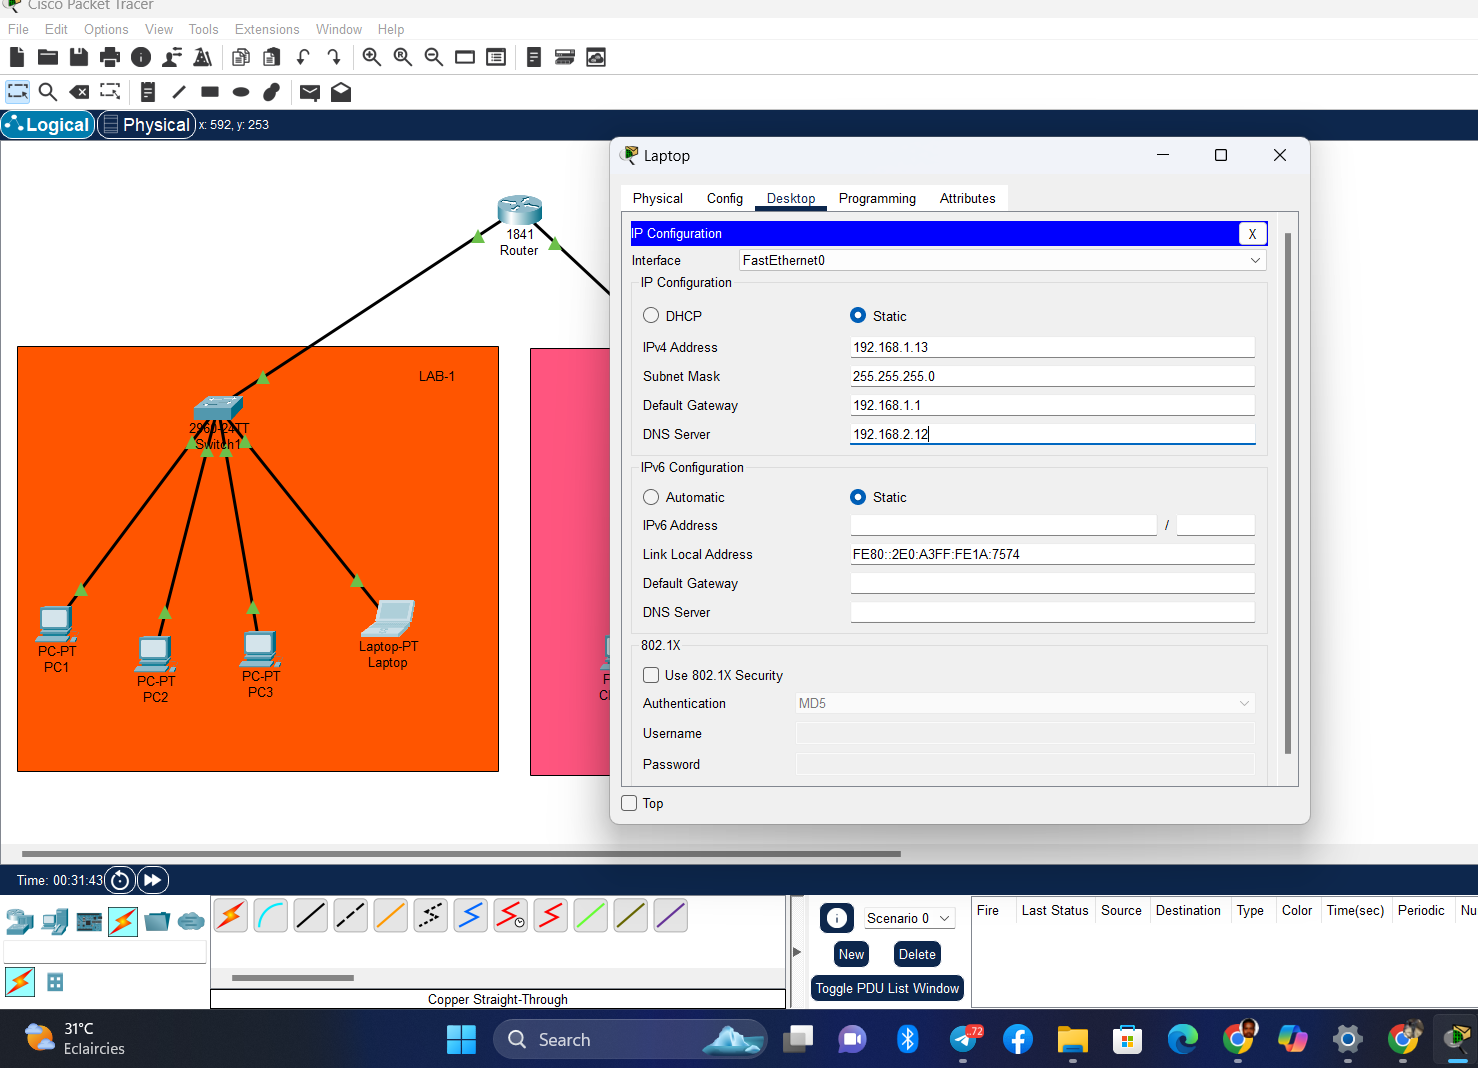 Cisco Packet Tracer
File Edit Options View Tools Extensions Window Help
Logical Physical x: 592, y: 253
1841
Router
LAB-1
2960-24TT
Switch1
PC-PT
PC1
PC-PT
PC2
PC-PT
PC3
Laptop-PT
Laptop
Laptop
Physical Config Desktop Programming Attributes
IP Configuration X
Interface FastEthernet0
IP Configuration
DHCP Static
IPv4 Address 192.168.1.13
Subnet Mask 255.255.255.0
Default Gateway 192.168.1.1
DNS Server 192.168.2.12
IPv6 Configuration
Automatic Static
IPv6 Address /
Link Local Address FE80::2E0:A3FF:FE1A:7574
Default Gateway
DNS Server
802.1X
Use 802.1X Security
Authentication MD5
Username
Password
Top
Time: 00:31:43
Copper Straight-Through
Scenario 0
New Delete
Toggle PDU List Window
Fire Last Status Source Destination Type Color Time(sec) Periodic Nu
31°C
Eclaircies
Search
72